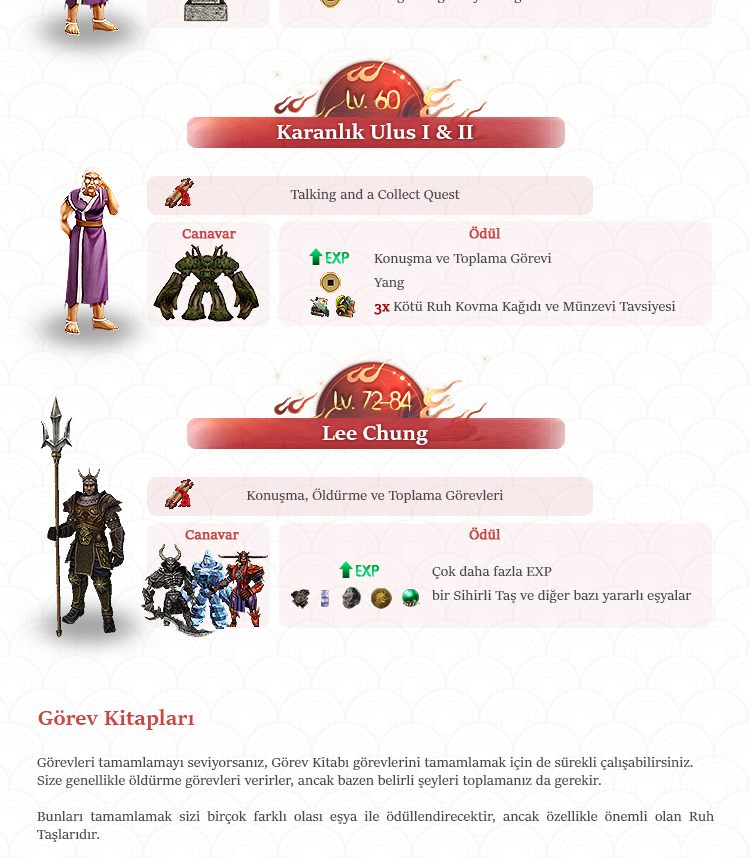 Lv. 60
Karanlık Ulus I & II
Talking and a Collect Quest
Canavar
Ödül
EXP
Konuşma ve Toplama Görevi
Yang
3x Kötü Ruh Kovma Kağıdı ve Münzevi Tavsiyesi
Lv. 72-84
Lee Chung
Konuşma, Öldürme ve Toplama Görevleri
Canavar
Ödül
EXP
Çok daha fazla EXP
bir Sihirli Taş ve diğer bazı yararlı eşyalar
Görev Kitapları
Görevleri tamamlamayı seviyorsanız, Görev Kitabı görevlerini tamamlamak için de sürekli çalışabilirsiniz.
Size genellikle öldürme görevleri verirler, ancak bazen belirli şeyleri toplamanız da gerekir.
Bunları tamamlamak sizi birçok farklı olası eşya ile ödüllendirecektir, ancak özellikle önemli olan Ruh
Taşlarıdır.